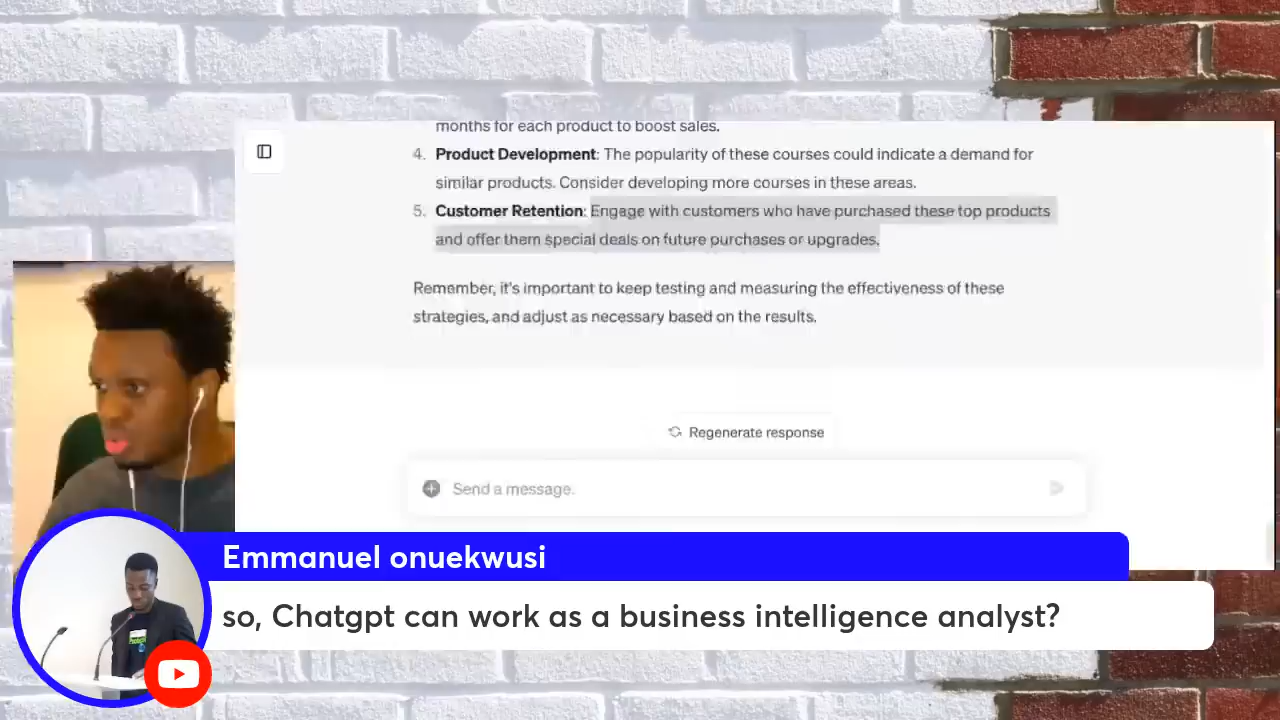 months for each product to boost sales.
4. Product Development: The popularity of these courses could indicate a demand for
similar products. Consider developing more courses in these areas.
5. Customer Retention: Engage with customers who have purchased these top products
and offer them special deals on future purchases or upgrades.
Remember, it's important to keep testing and measuring the effectiveness of these
strategies, and adjust as necessary based on the results.
Regenerate response
Send a message.
Emmanuel onuekwusi
so, Chatgpt can work as a business intelligence analyst?